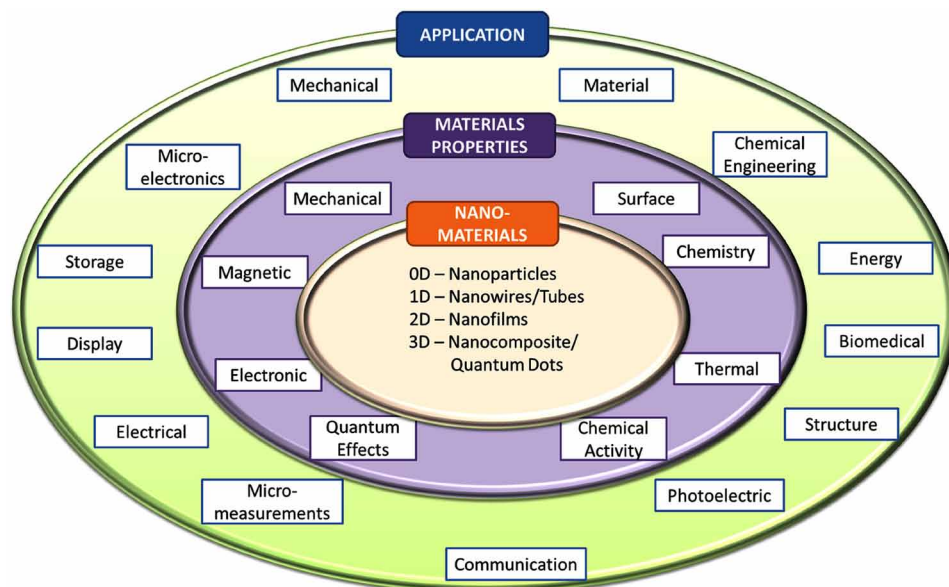 APPLICATION
Mechanical
Material
MATERIALS
PROPERTIES
Micro-
electronics
Chemical
Engineering
Mechanical
Surface
NANO-
MATERIALS
Storage
Magnetic
Chemistry
Energy
0D – Nanoparticles
1D – Nanowires/Tubes
2D – Nanofilms
3D – Nanocomposite/
Quantum Dots
Display
Biomedical
Electronic
Thermal
Electrical
Quantum
Effects
Chemical
Activity
Structure
Micro-
measurements
Photoelectric
Communication